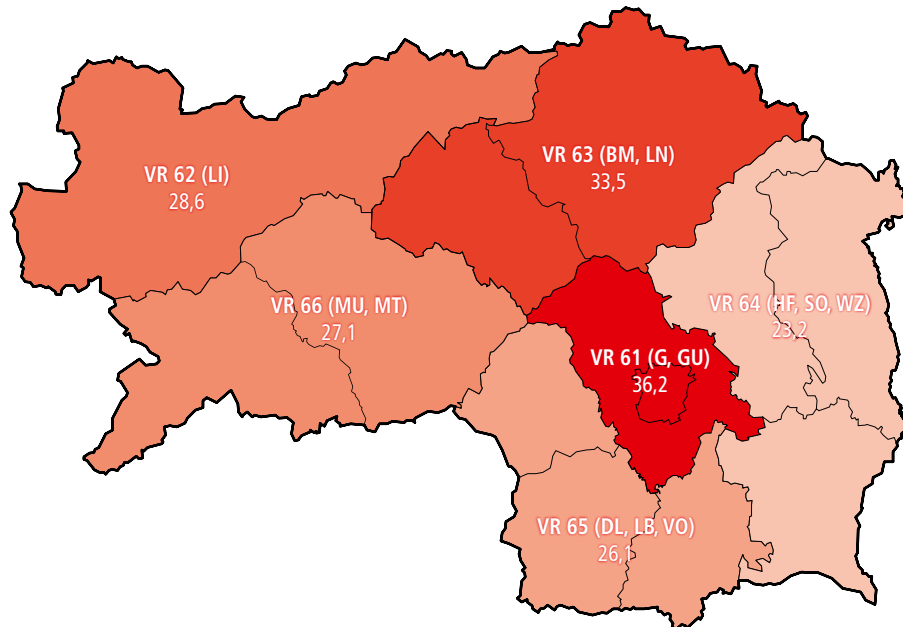 VR 63 (BM, LN)
33,5
VR 62 (LI)
28,6
VR 66 (MU, MT)
27,1
VR 64 (HF, SO, WZ)
23,2
VR 61 (G, GU)
36,2
VR 65 (DL, LB, VO)
26,1